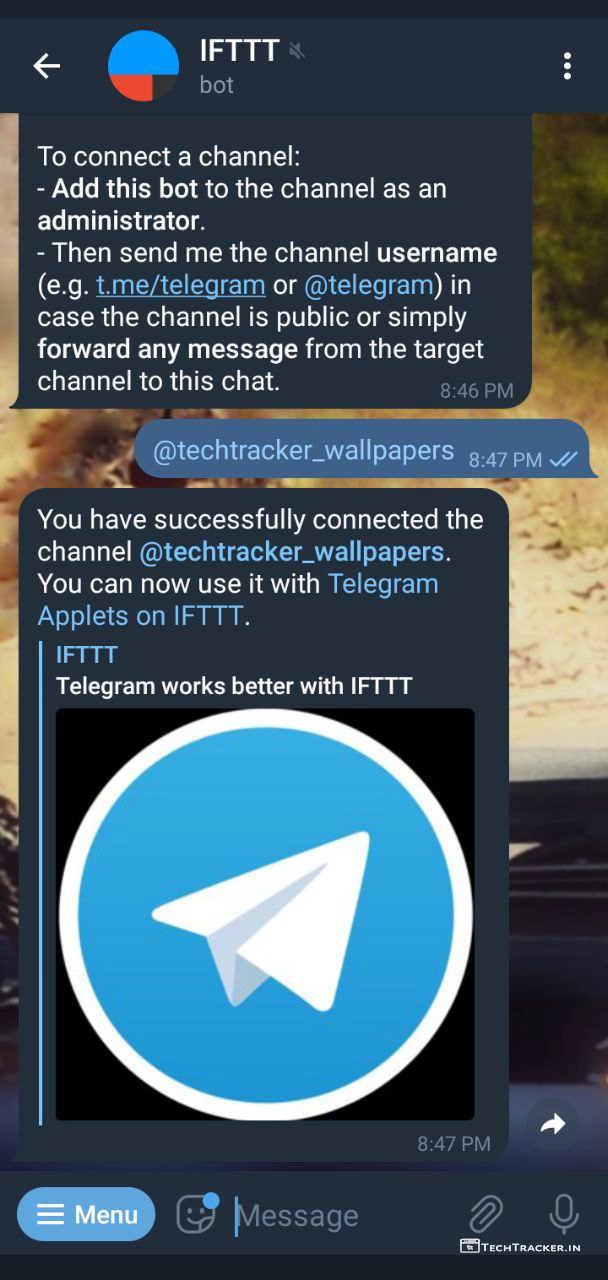 IFTTT
bot
To connect a channel:
- Add this bot to the channel as an
administrator.
- Then send me the channel username
(e.g. t.me/telegram or @telegram) in
case the channel is public or simply
forward any message from the target
channel to this chat.
8:46 PM
@techtracker_wallpapers
8:47 PM
You have successfully connected the
channel @techtracker_wallpapers.
You can now use it with Telegram
Applets on IFTTT.
IFTTT
Telegram works better with IFTTT
8:47 PM
Menu
Message
TECHTRACKER.IN